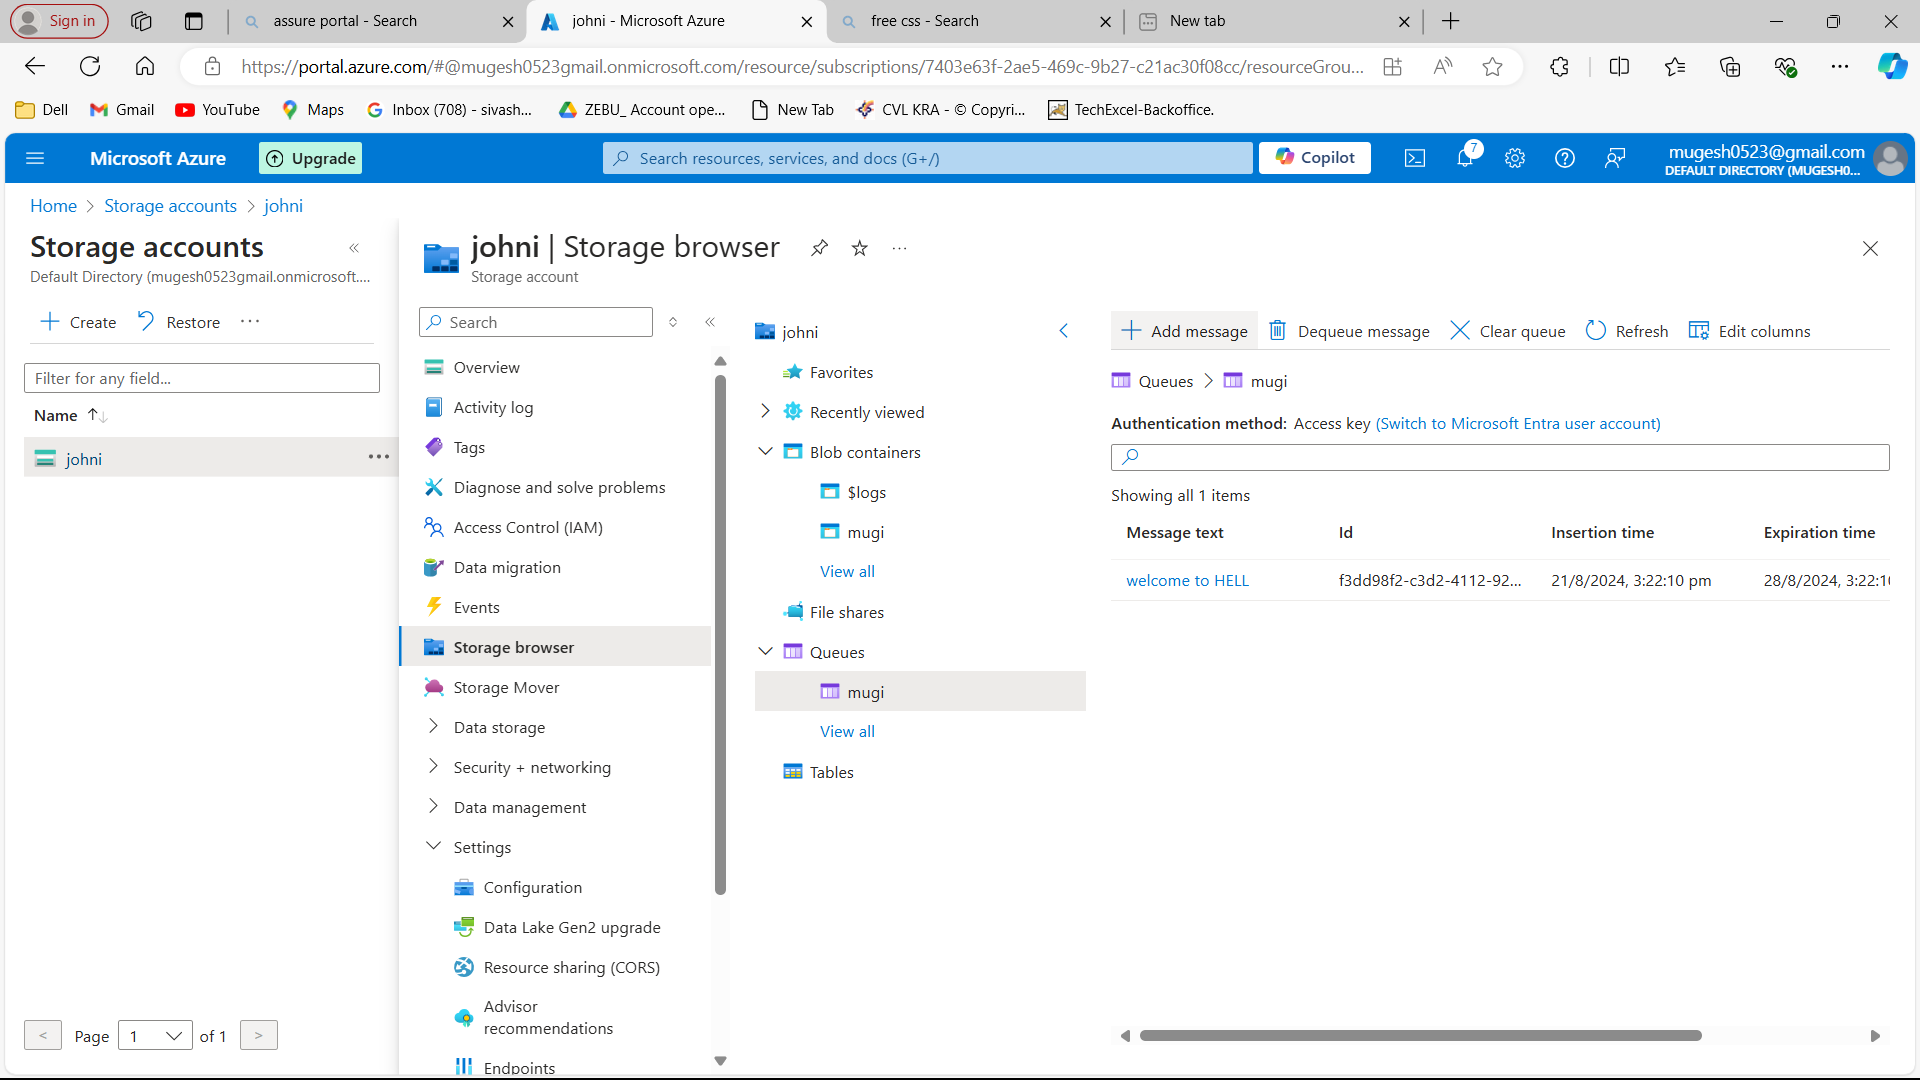 Sign in
assure portal - Search
johni - Microsoft Azure
free css - Search
New tab
https://portal.azure.com/#@mugesh0523gmail.onmicrosoft.com/resource/subscriptions/7403e63f-2ae5-469c-9b27-c21ac30f08cc/resourceGrou...
Dell
Gmail
YouTube
Maps
Inbox (708) - sivash...
ZEBU_ Account ope...
New Tab
CVL KRA - © Copyri...
TechExcel-Backoffice.
Microsoft Azure
Upgrade
Search resources, services, and docs (G+/)
Copilot
7
mugesh0523@gmail.com
DEFAULT DIRECTORY (MUGESH0...
Home > Storage accounts > johni
Storage accounts
Default Directory (mugesh0523gmail.onmicrosoft....
Create
Restore
Filter for any field...
Name
johni
Page 1 of 1
johni | Storage browser
Storage account
Search
Overview
Activity log
Tags
Diagnose and solve problems
Access Control (IAM)
Data migration
Events
Storage browser
Storage Mover
Data storage
Security + networking
Data management
Settings
Configuration
Data Lake Gen2 upgrade
Resource sharing (CORS)
Advisor
recommendations
Endpoints
johni
Favorites
Recently viewed
Blob containers
$logs
mugi
View all
File shares
Queues
mugi
View all
Tables
Add message
Dequeue message
Clear queue
Refresh
Edit columns
Queues > mugi
Authentication method: Access key (Switch to Microsoft Entra user account)
Showing all 1 items
Message text Id Insertion time Expiration time
welcome to HELL f3dd98f2-c3d2-4112-92... 21/8/2024, 3:22:10 pm 28/8/2024, 3:22:1